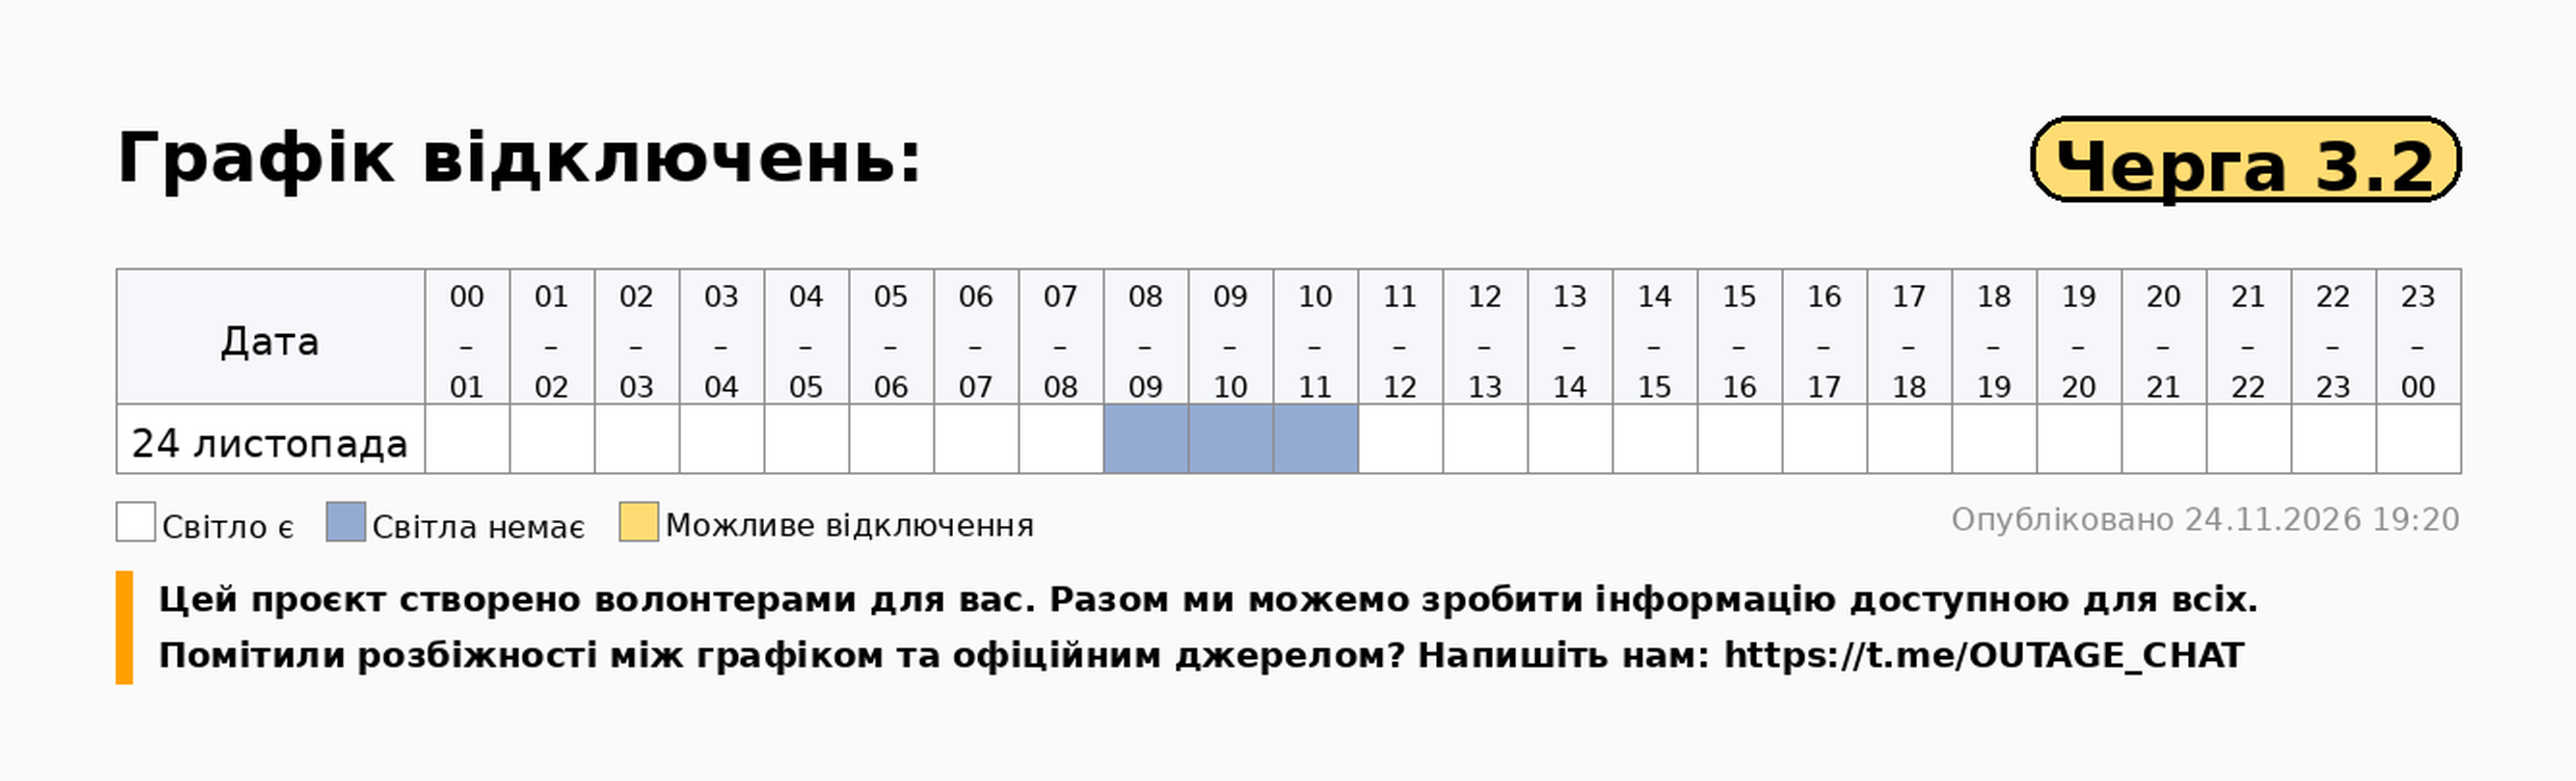 Графік відключень:
Черга 3.2
Дата
00 – 01
01 – 02
02 – 03
03 – 04
04 – 05
05 – 06
06 – 07
07 – 08
08 – 09
09 – 10
10 – 11
11 – 12
12 – 13
13 – 14
14 – 15
15 – 16
16 – 17
17 – 18
18 – 19
19 – 20
20 – 21
21 – 22
22 – 23
23 – 00
24 листопада
Світло є
Світла немає
Можливе відключення
Опубліковано 24.11.2026 19:20
Цей проєкт створено волонтерами для вас. Разом ми можемо зробити інформацію доступною для всіх.
Помітили розбіжності між графіком та офіційним джерелом? Напишіть нам: https://t.me/OUTAGE_CHAT